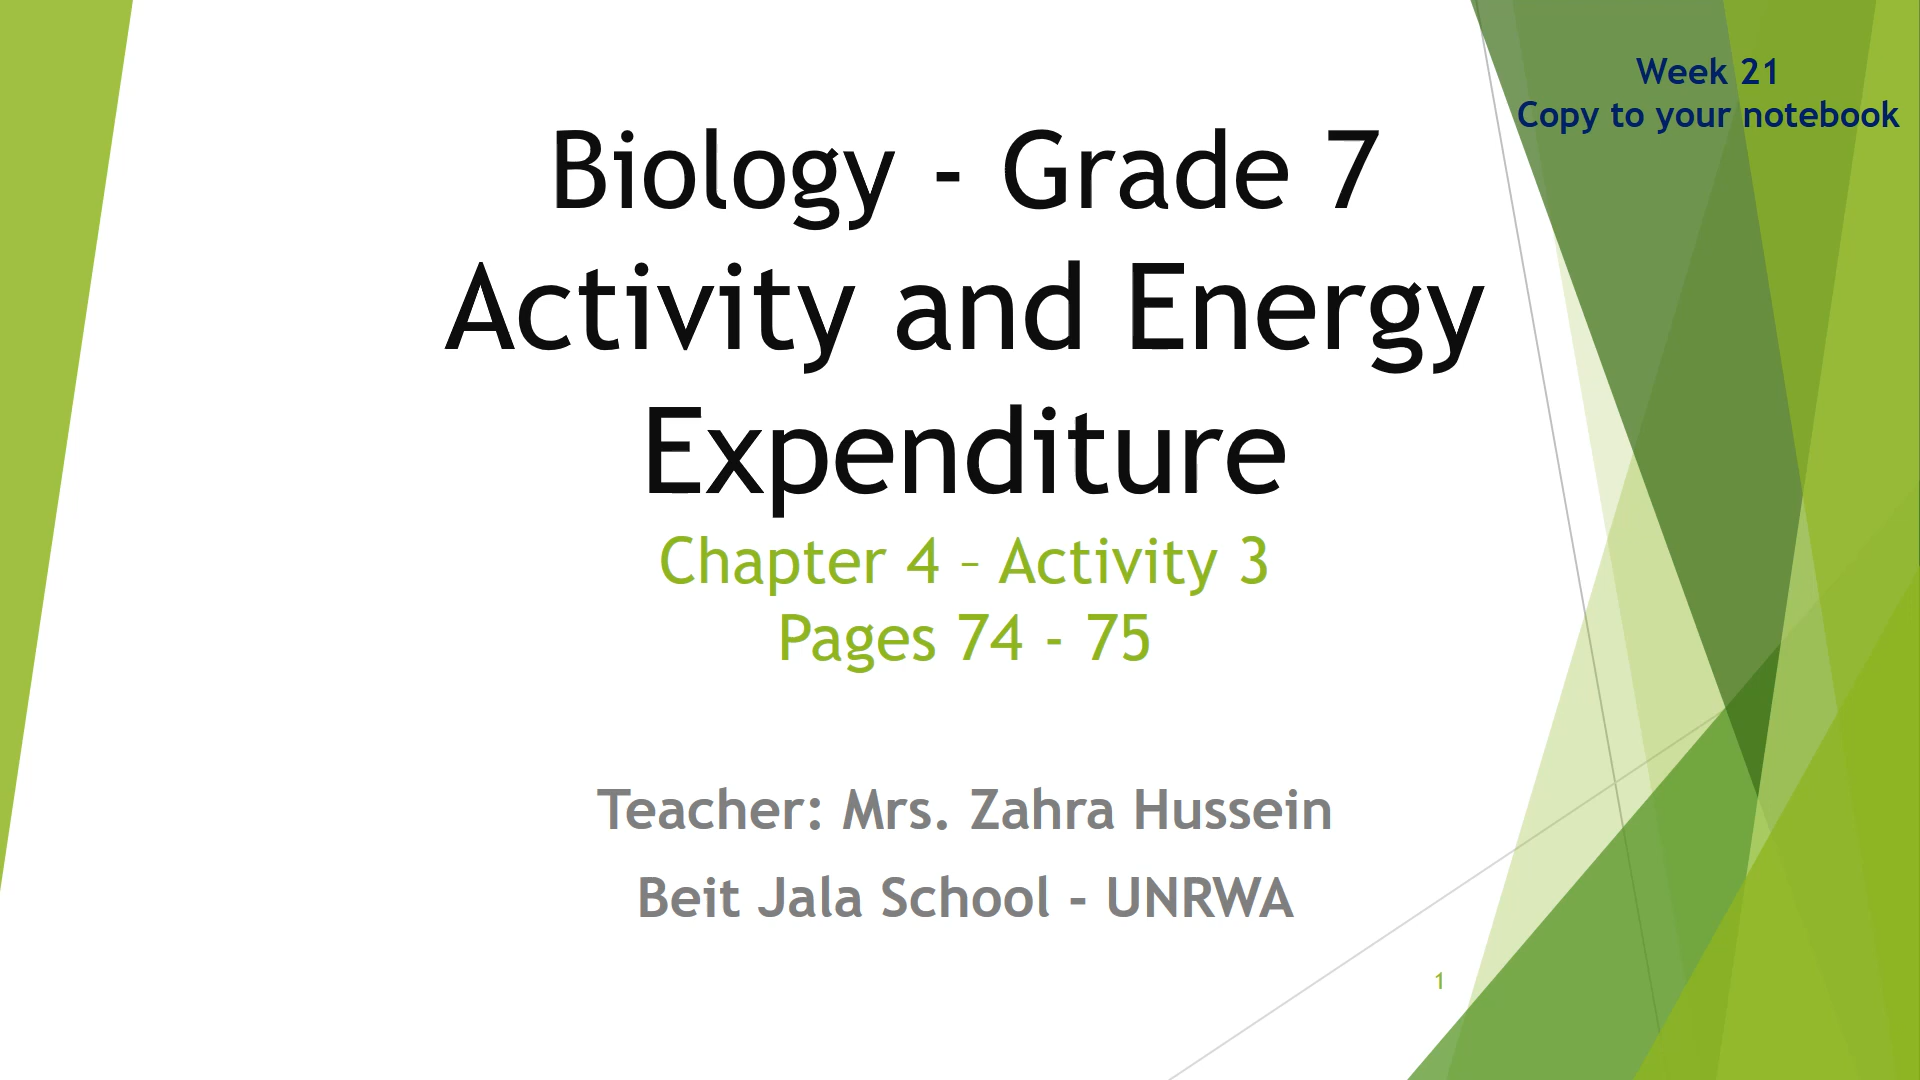 Week 21
Copy to your notebook
Biology - Grade 7
Activity and Energy
Expenditure
Chapter 4 – Activity 3
Pages 74 - 75
Teacher: Mrs. Zahra Hussein
Beit Jala School - UNRWA
1